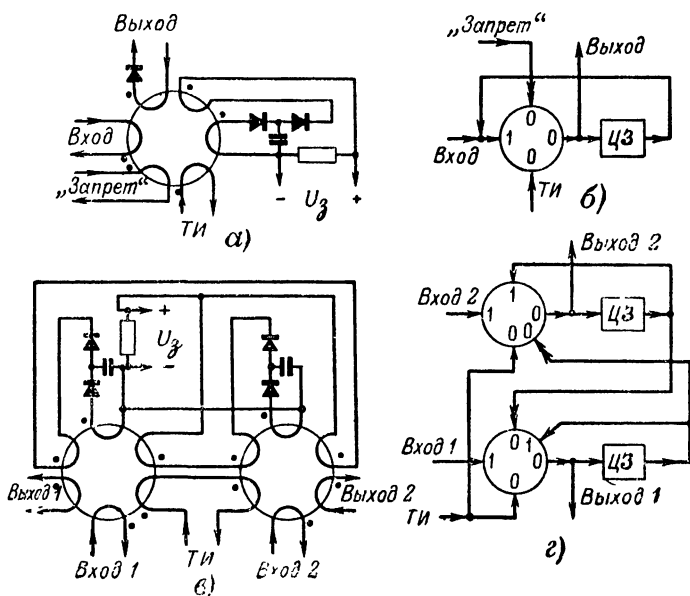 Выход
Вход
„Запрет“
ТИ
- Uз +
а)
„Запрет“
Выход
0
1 0 ЦЗ
0
Вход
ТИ
б)
+
Uз
-
Выход 1
Выход 2
Вход 1
ТИ
Вход 2
в)
Выход 2
Вход 2
1
1 0 ЦЗ
0 0
Вход 1
0 1
1 0 ЦЗ
0
Выход 1
ТИ
г)